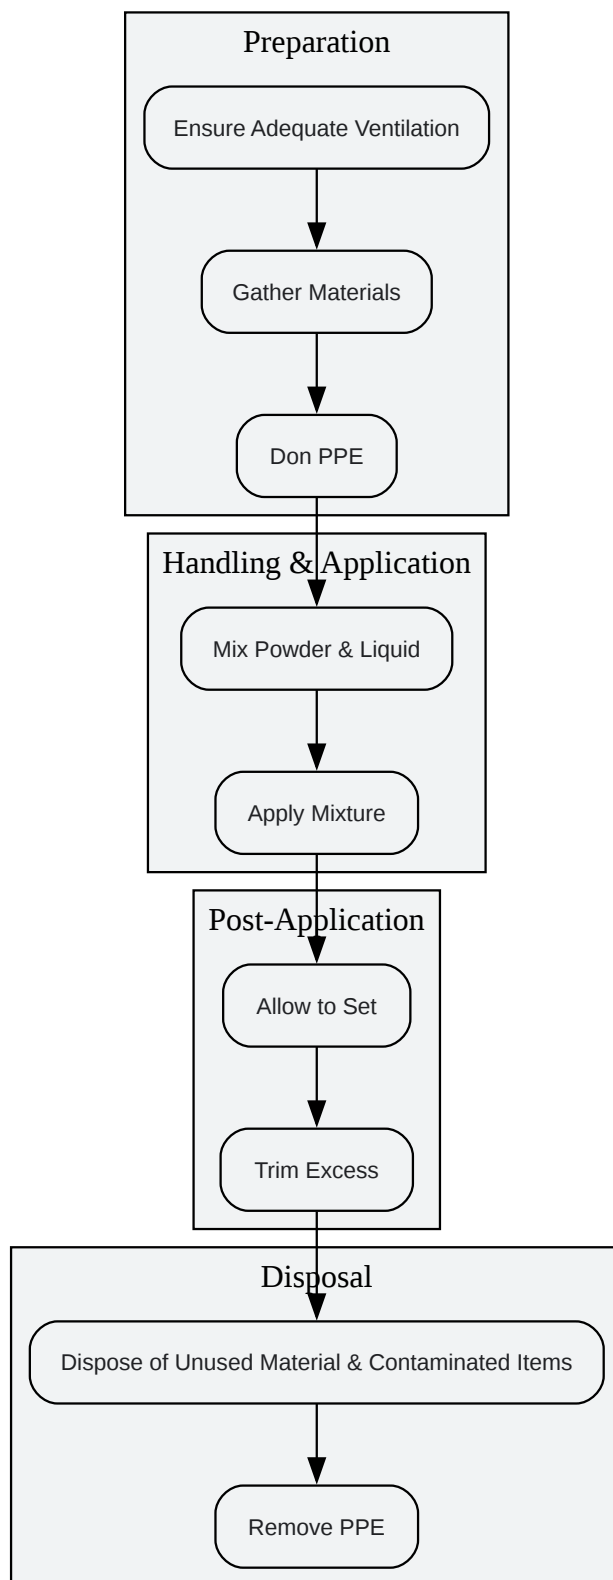 Preparation
Ensure Adequate Ventilation
Gather Materials
Don PPE
Handling & Application
Mix Powder & Liquid
Apply Mixture
Post-Application
Allow to Set
Trim Excess
Disposal
Dispose of Unused Material & Contaminated Items
Remove PPE